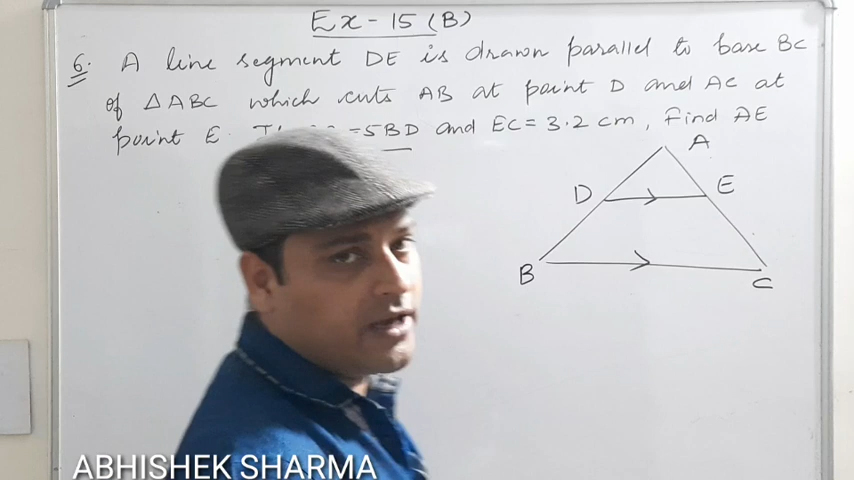 Ex - 15 (B)
6. A line segment DE is drawn parallel to base BC
of △ABC which cuts AB at point D and AC at
point E. =5BD and EC = 3.2 cm, Find AE
A
D E
B C
ABHISHEK SHARMA